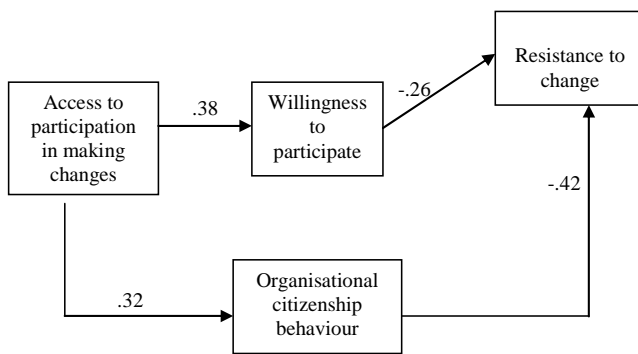 Resistance to
change
Access to
participation
in making
changes
.38
Willingness
to
participate
-.26
-.42
.32
Organisational
citizenship
behaviour